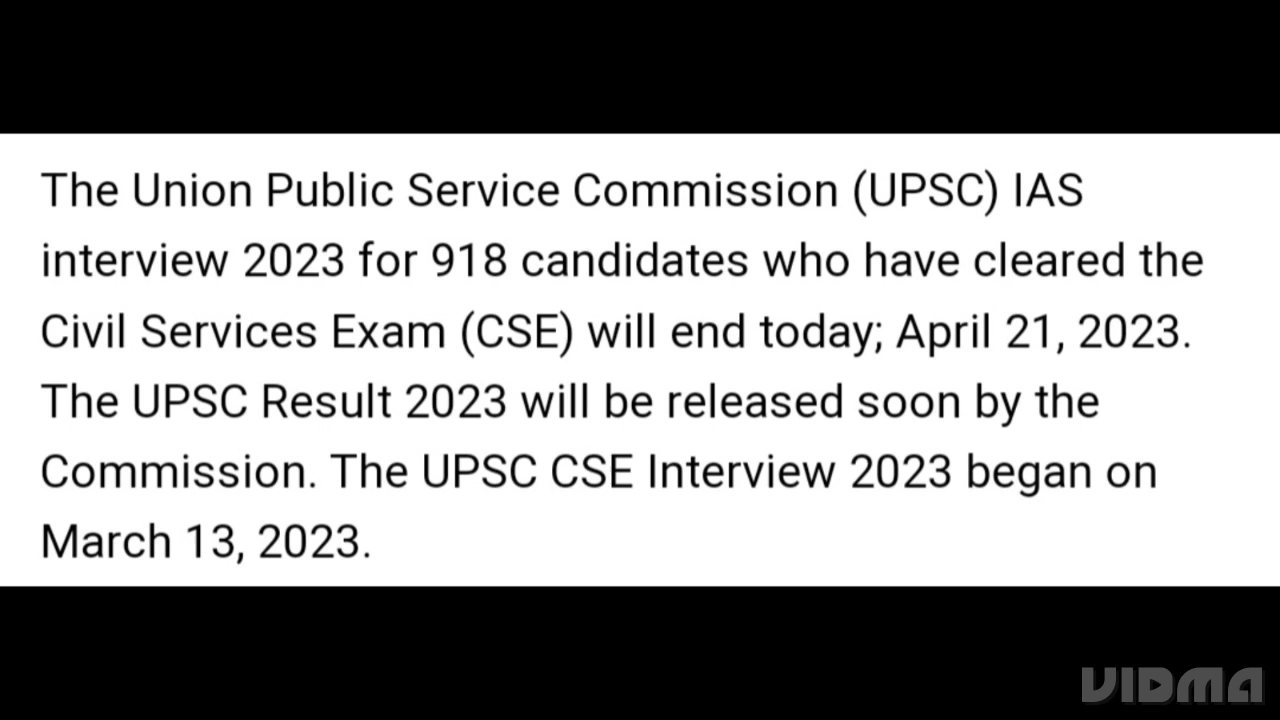 The Union Public Service Commission (UPSC) IAS
interview 2023 for 918 candidates who have cleared the
Civil Services Exam (CSE) will end today; April 21, 2023.
The UPSC Result 2023 will be released soon by the
Commission. The UPSC CSE Interview 2023 began on
March 13, 2023.
VIDMA